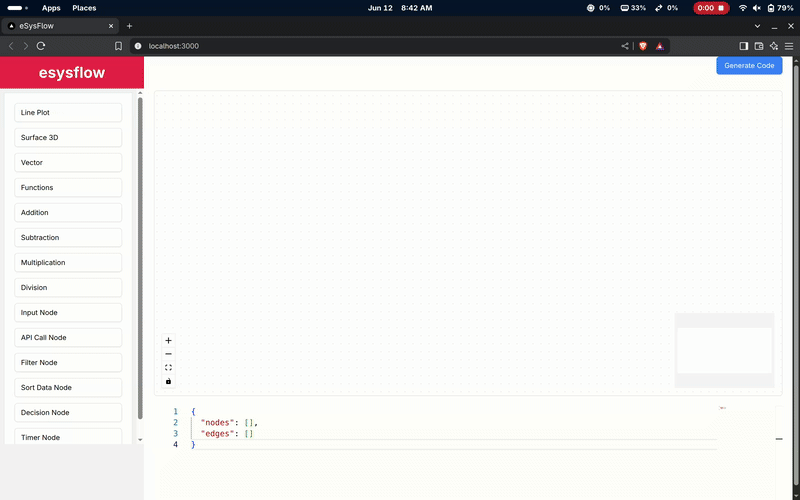 Apps Places Jun 12 8:42 AM 0% 33% 0% 0:00 79%
eSysFlow
localhost:3000
esysflow
Generate Code
Line Plot
Surface 3D
Vector
Functions
Addition
Subtraction
Multiplication
Division
Input Node
API Call Node
Filter Node
Sort Data Node
Decision Node
Timer Node
1 {
2 "nodes": [],
3 "edges": []
4 }